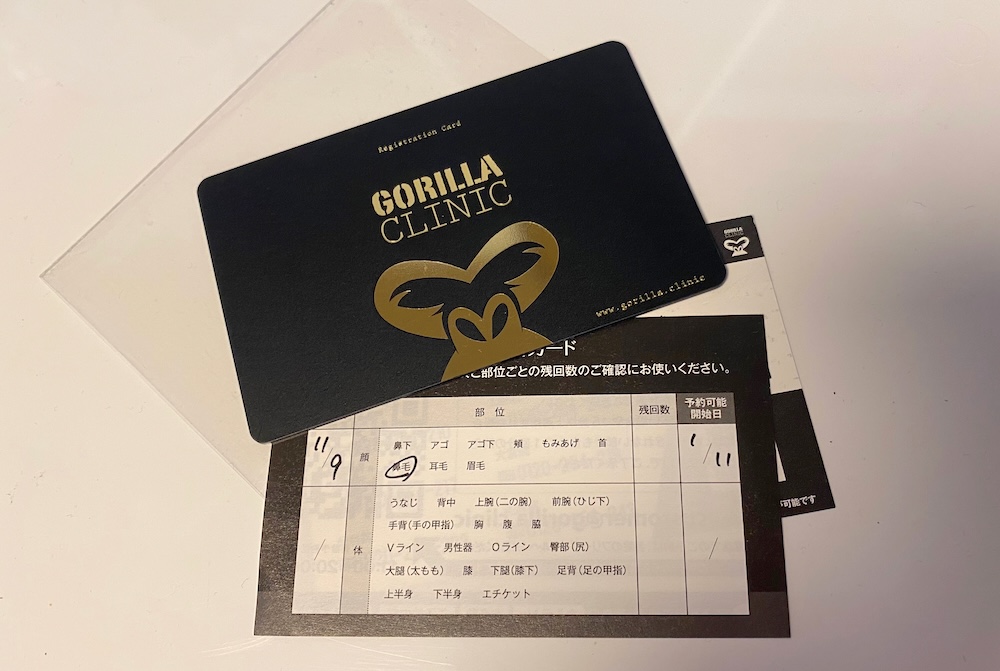 Registration Card
GORILLA
CLINIC
www.gorilla.clinic
GORILLA
CLINIC
カード
部位ごとの残回数のご確認にお使いください。
部位 残回数 予約可能
開始日
11/9 顔 鼻下 アゴ アゴ下 頬 もみあげ 首 1/11
鼻毛 耳毛 眉毛
/ 体 うなじ 背中 上腕(二の腕) 前腕(ひじ下) /
手背(手の甲指) 胸 腹 脇
Vライン 男性器 Oライン 臀部(尻)
大腿(太もも) 膝 下腿(膝下) 足背(足の甲指)
上半身 下半身 エチケット
可能です